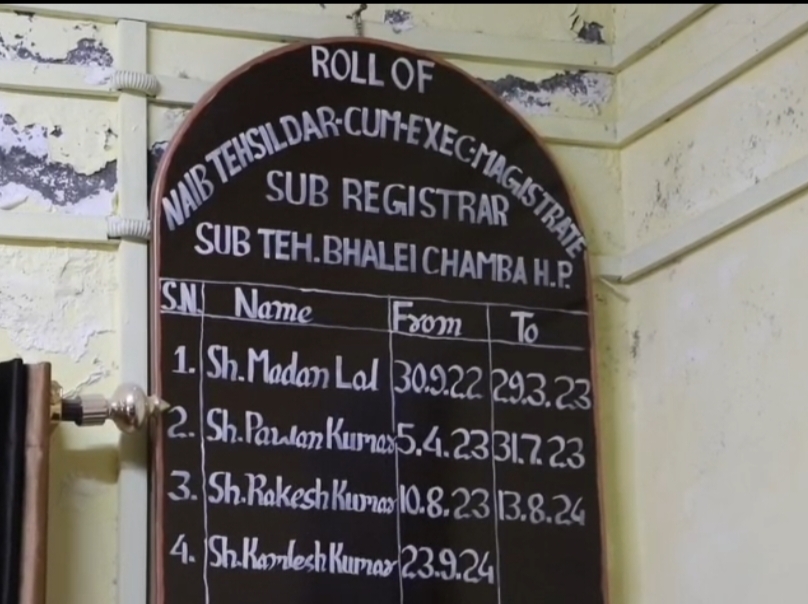 ROLL OF
NAIB TEHSILDAR-CUM-EXEC-MAGISTRATE
SUB REGISTRAR
SUB TEH. BHALEI CHAMBA H.P.
S.N. Name From To
1. Sh. Madan Lal 30.9.22 29.3.23
2. Sh. Pawan Kumar 5.4.23 31.7.23
3. Sh. Rakesh Kumar 10.8.23 13.8.24
4. Sh. Kamlesh Kumar 23.9.24